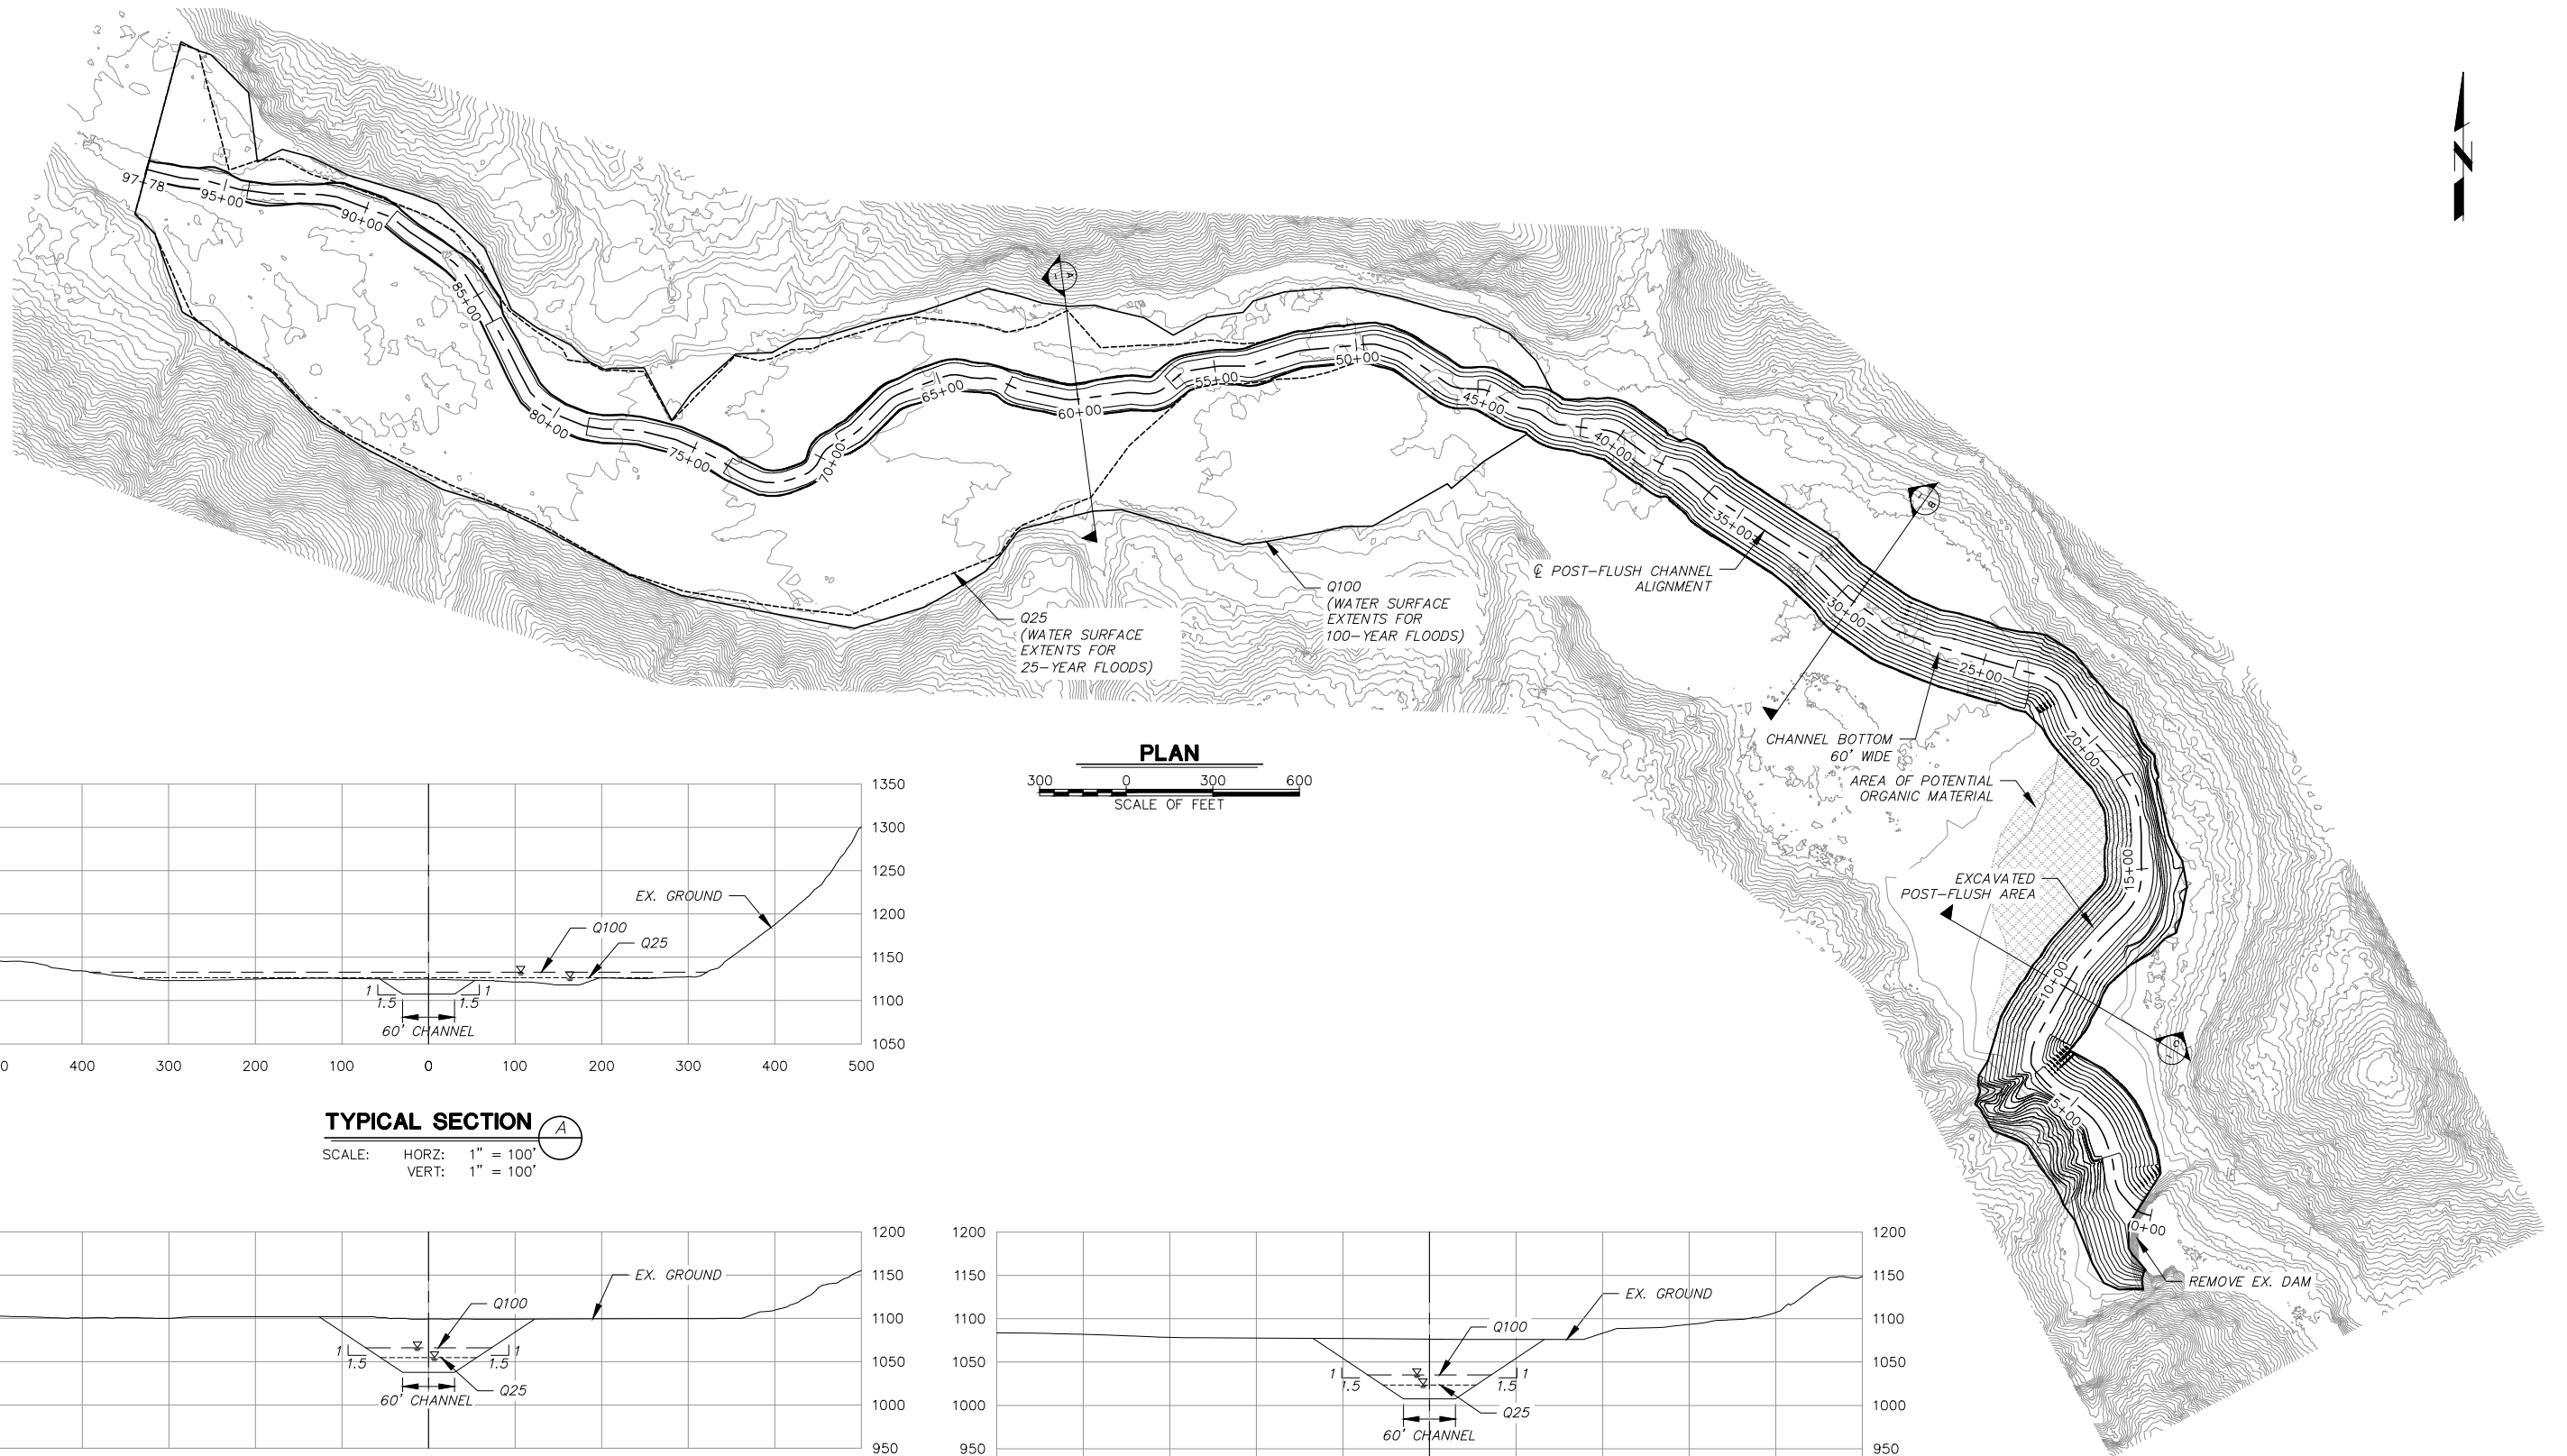 97+78
95+00
90+00
85+00
80+00
75+00
70+00
65+00
60+00
55+00
50+00
45+00
40+00
35+00
30+00
25+00
20+00
15+00
10+00
5+00
0+00
A
1
B
1
C
1
N
℄ POST-FLUSH CHANNEL
ALIGNMENT
Q100
(WATER SURFACE
EXTENTS FOR
100-YEAR FLOODS)
Q25
(WATER SURFACE
EXTENTS FOR
25-YEAR FLOODS)
CHANNEL BOTTOM
60' WIDE
AREA OF POTENTIAL
ORGANIC MATERIAL
EXCAVATED
POST-FLUSH AREA
REMOVE EX. DAM
PLAN
300 0 300 600
SCALE OF FEET
1350
1300
1250
1200
1150
1100
1050
EX. GROUND
Q100
Q25
1 1
1.5 1.5
60' CHANNEL
0 400 300 200 100 0 100 200 300 400 500
TYPICAL SECTION
A
SCALE: HORZ: 1" = 100'
VERT: 1" = 100'
1200
1150
1100
1050
1000
950
EX. GROUND
Q100
1 1
1.5 1.5
Q25
60' CHANNEL
1200 1200
1150 1150
1100 1100
1050 1050
1000 1000
950 950
EX. GROUND
Q100
1 1
1.5 1.5
Q25
60' CHANNEL